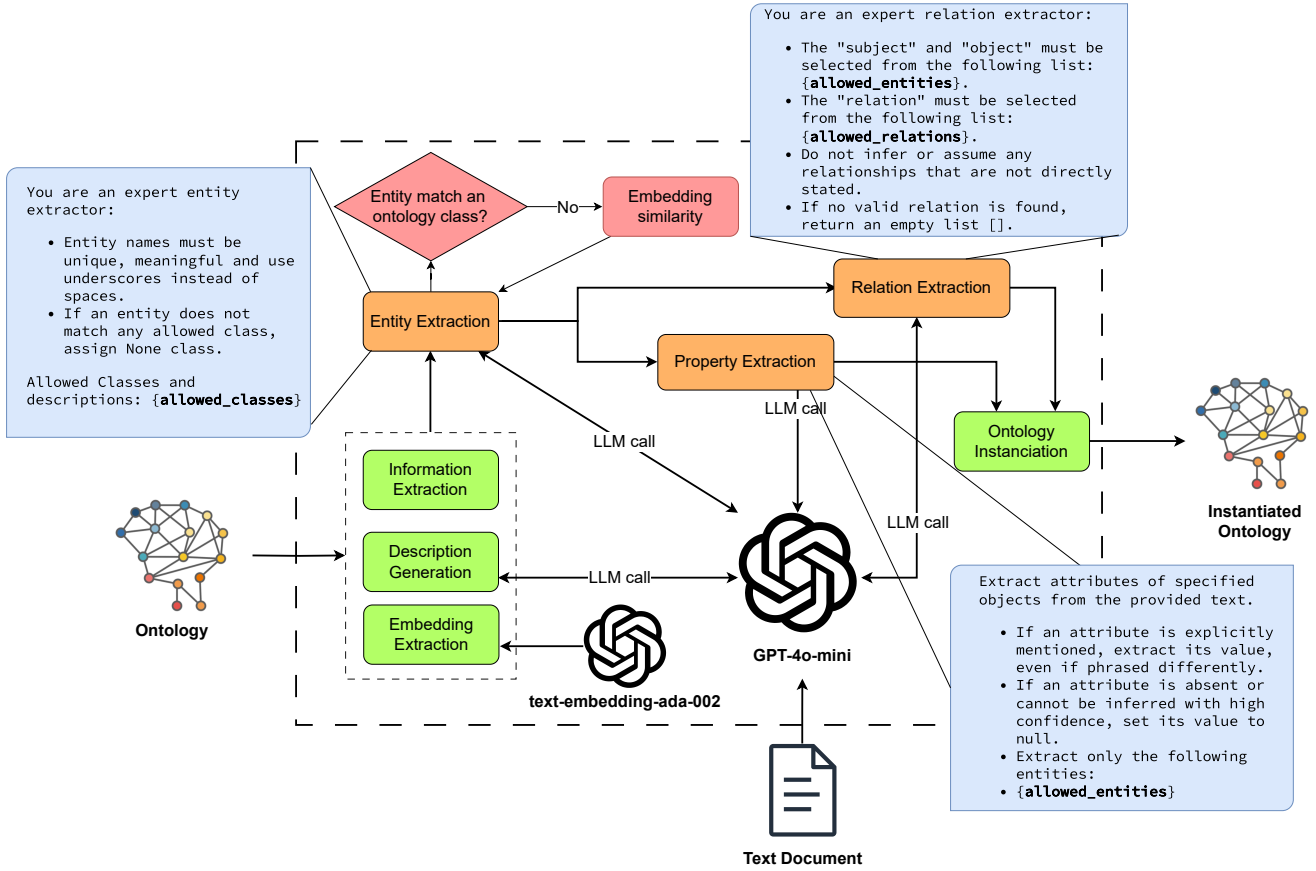 You are an expert relation extractor:
• The "subject" and "object" must be
selected from the following list:
{allowed_entities}.
• The "relation" must be selected
from the following list:
{allowed_relations}.
• Do not infer or assume any
relationships that are not directly
stated.
• If no valid relation is found,
return an empty list [].
You are an expert entity
extractor:
• Entity names must be
unique, meaningful and use
underscores instead of
spaces.
• If an entity does not
match any allowed class,
assign None class.
Allowed Classes and
descriptions: {allowed_classes}
Entity match an
ontology class?
No
Embedding
similarity
Entity Extraction
Relation Extraction
Property Extraction
LLM call
LLM call
Ontology
Instanciation
Information
Extraction
Description
Generation
LLM call
LLM call
Embedding
Extraction
text-embedding-ada-002
GPT-4o-mini
Ontology
Instantiated
Ontology
Extract attributes of specified
objects from the provided text.
• If an attribute is explicitly
mentioned, extract its value,
even if phrased differently.
• If an attribute is absent or
cannot be inferred with high
confidence, set its value to
null.
• Extract only the following
entities:
• {allowed_entities}
Text Document